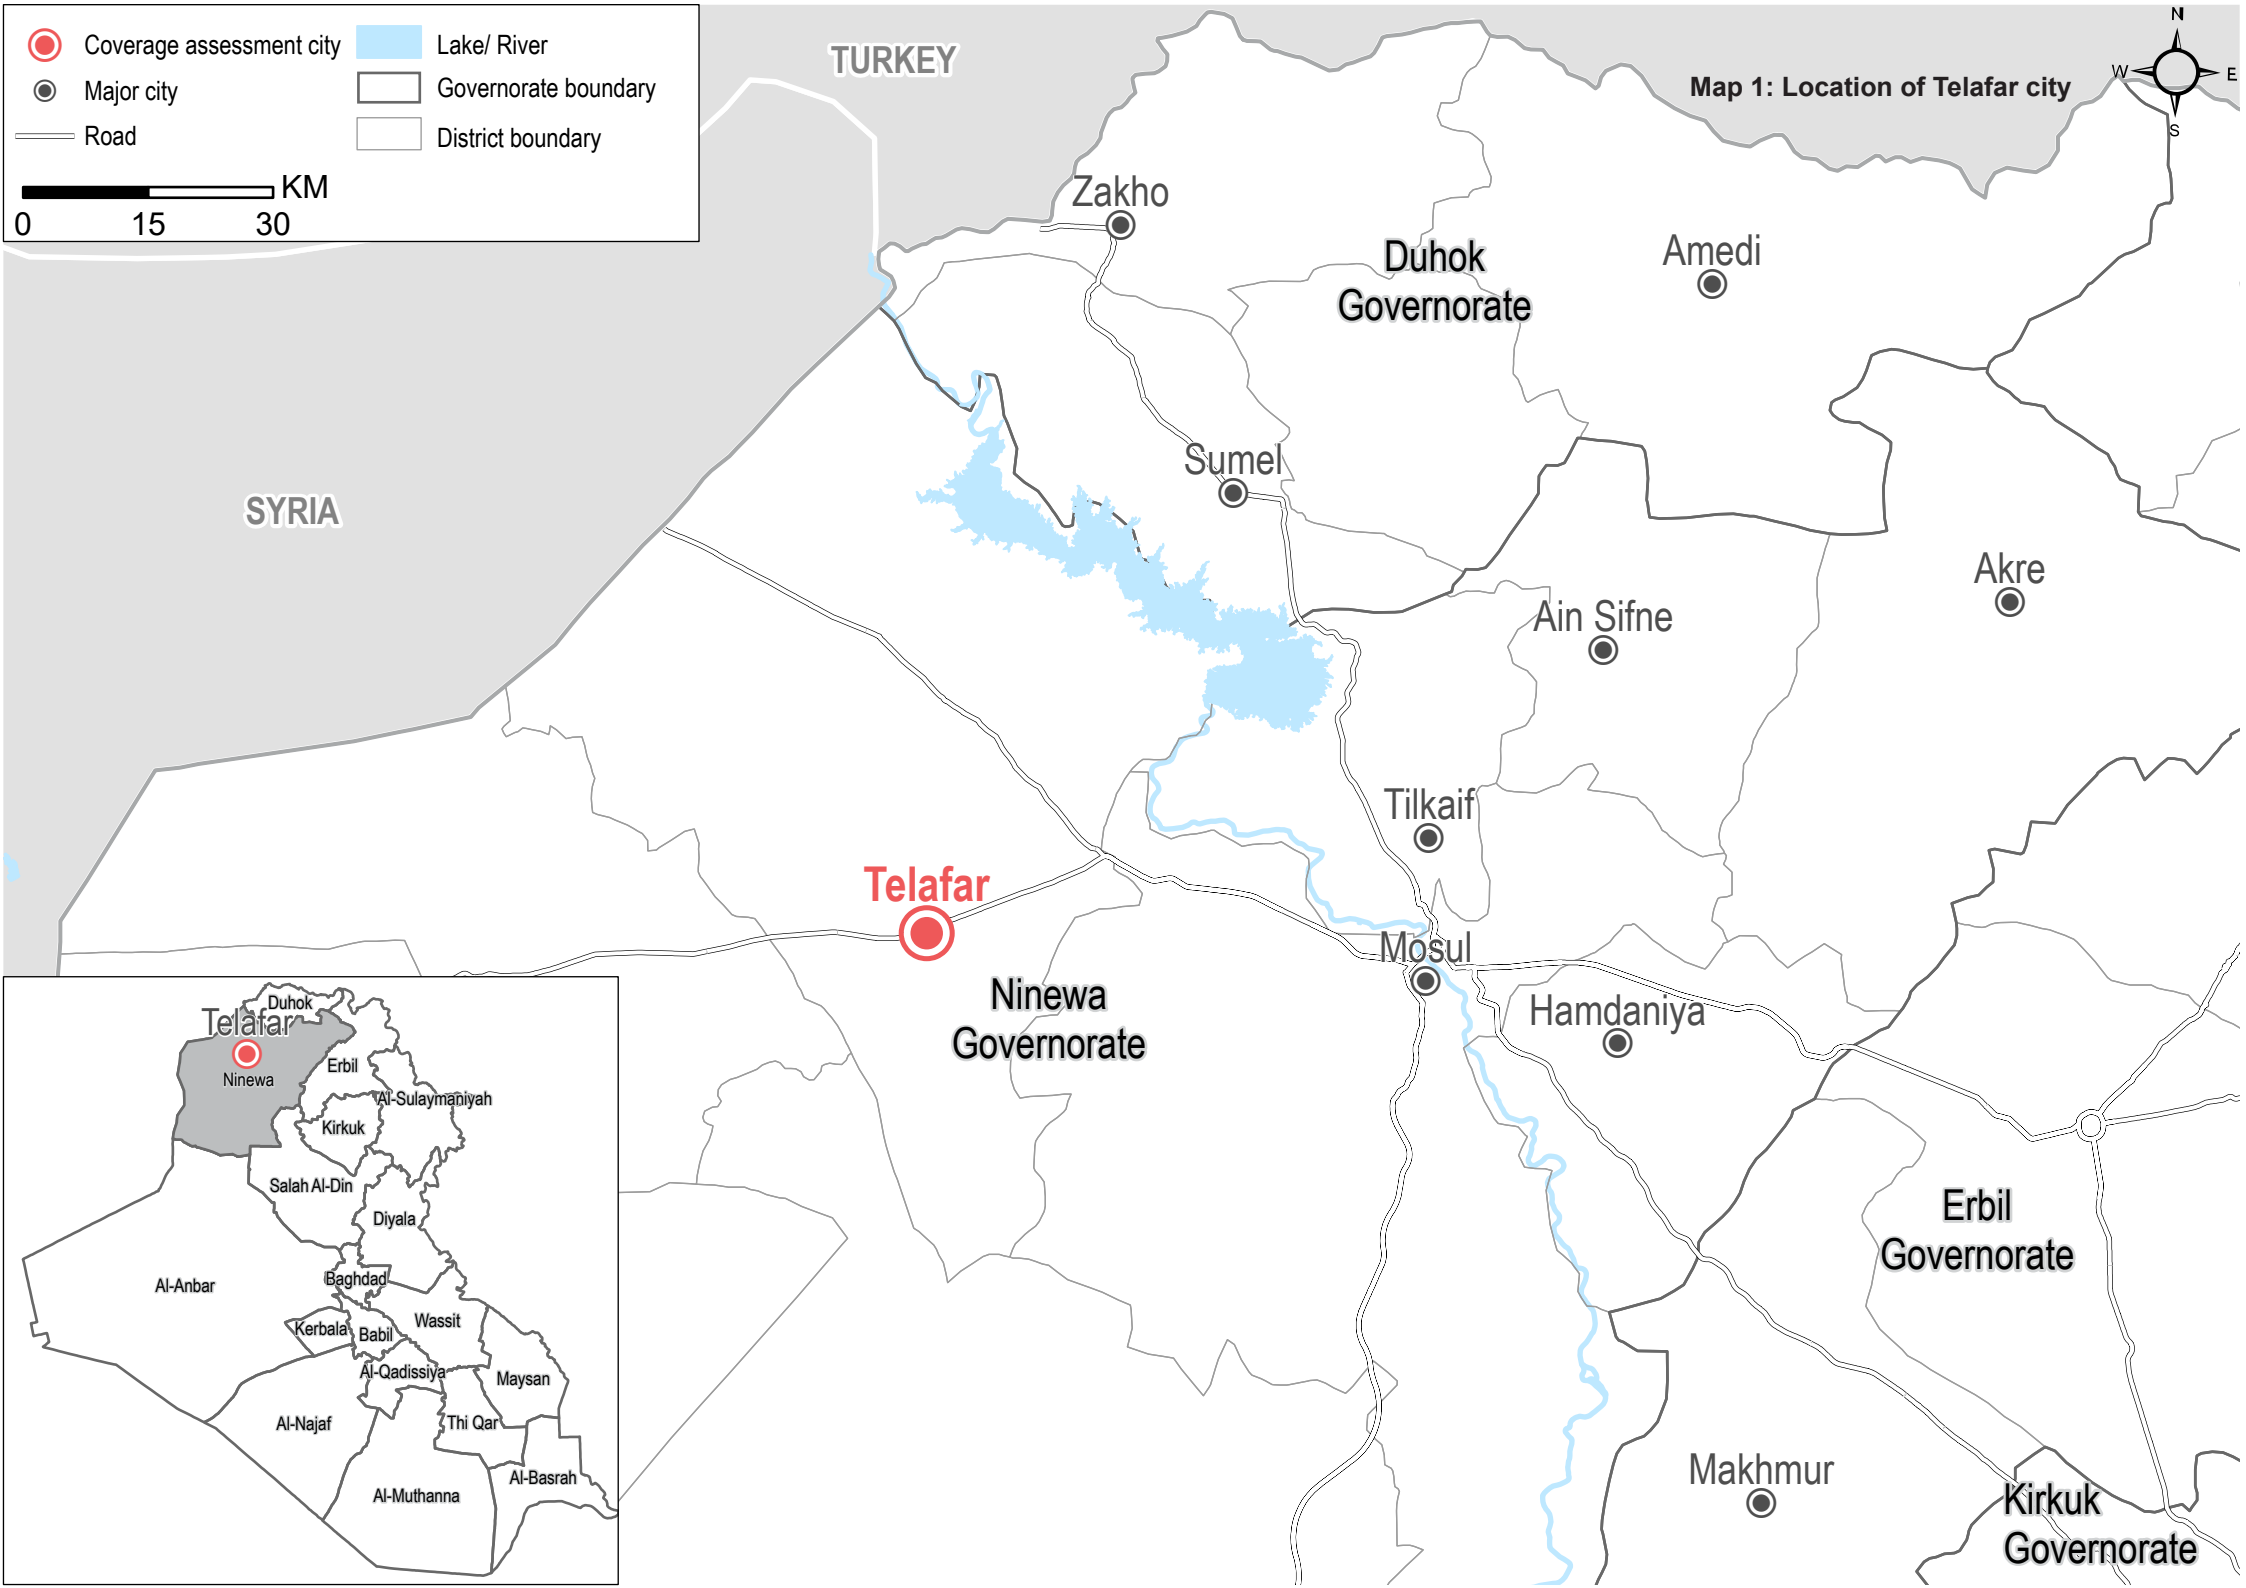 Coverage assessment city
Major city
Road
Lake/ River
Governorate boundary
District boundary
KM
0 15 30
Map 1: Location of Telafar city
N
W E
S
TURKEY
SYRIA
Zakho
Duhok
Governorate
Amedi
Sumel
Akre
Ain Sifne
Tilkaif
Telafar
Mosul
Ninewa
Governorate
Hamdaniya
Erbil
Governorate
Makhmur
Kirkuk
Governorate
Duhok
Telafar
Ninewa
Erbil
Al-Sulaymaniyah
Kirkuk
Salah Al-Din
Diyala
Al-Anbar
Baghdad
Wassit
Kerbala
Babil
Al-Qadissiya
Maysan
Al-Najaf
Thi Qar
Al-Basrah
Al-Muthanna